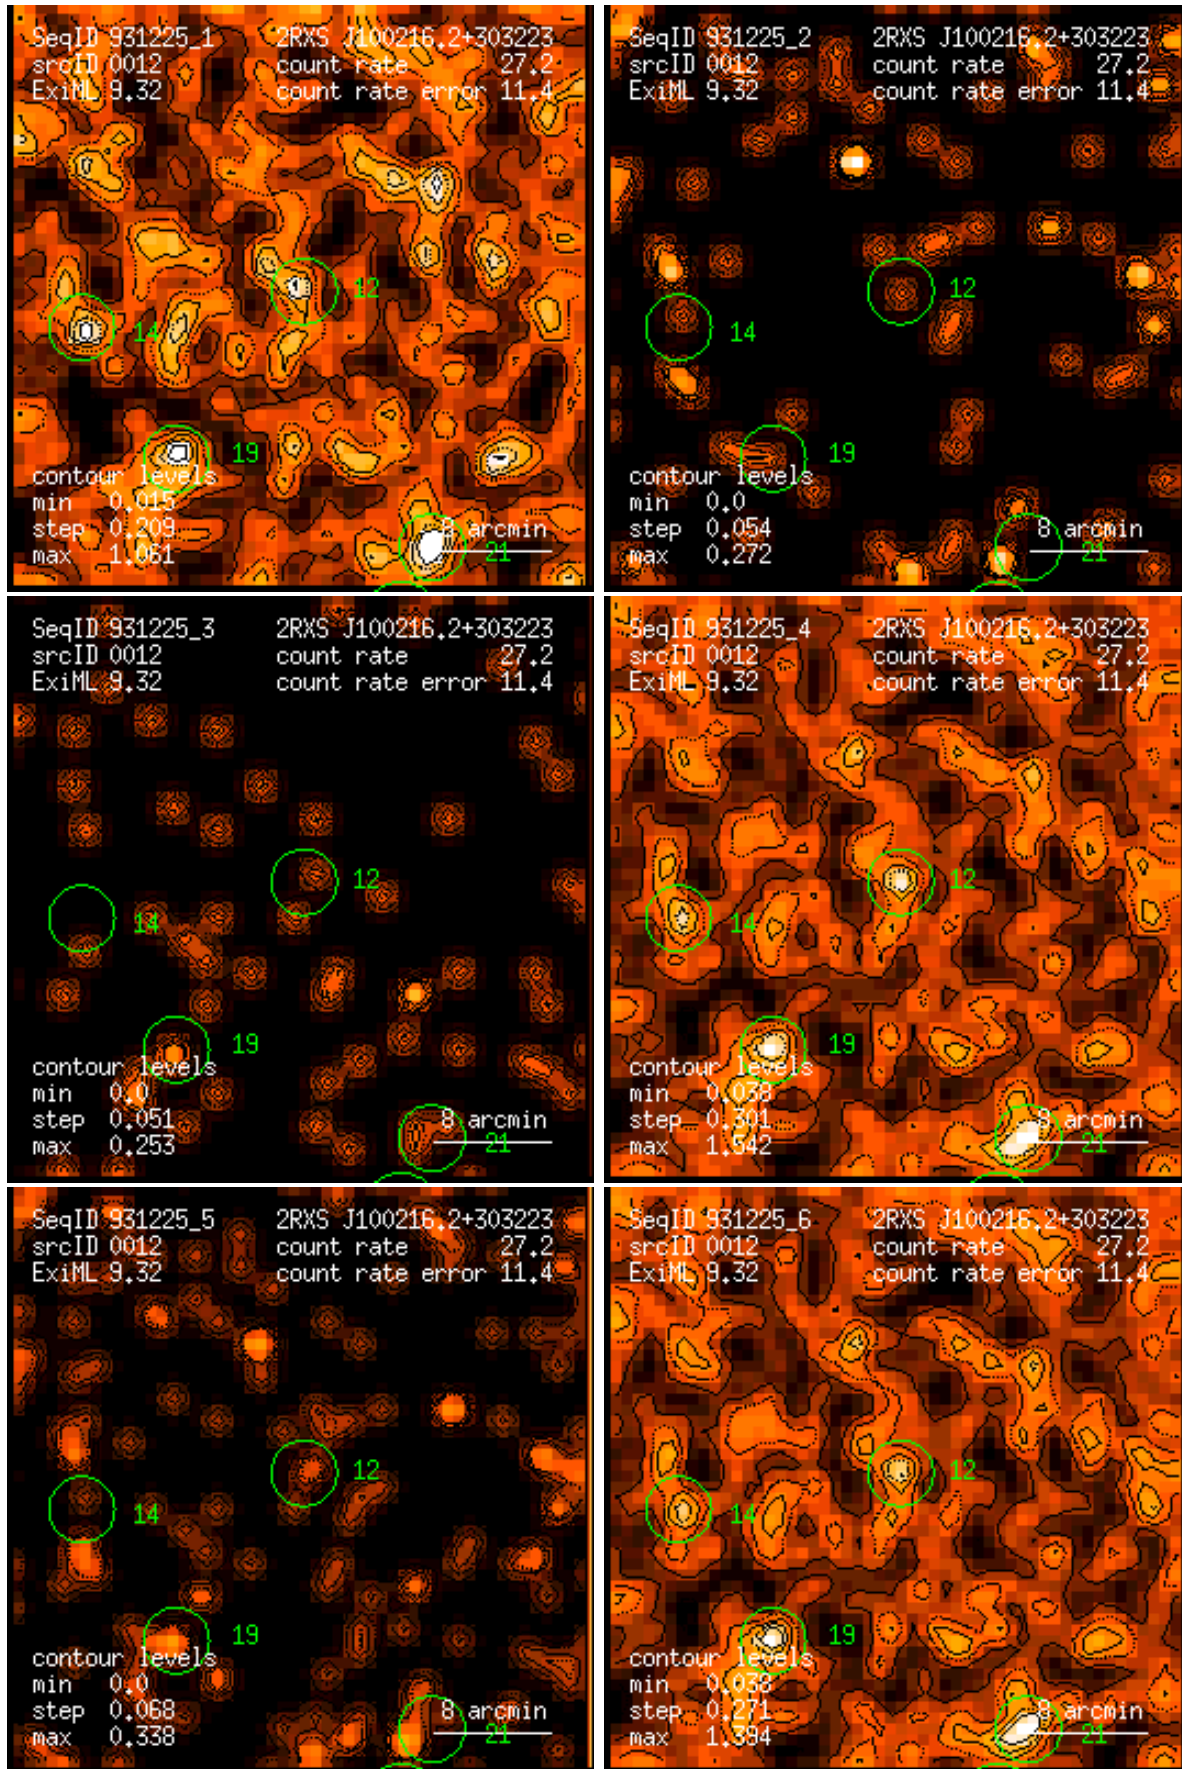 SeqID 931225_1 2RXS J100216.2+303223
srcID 0012 count rate 27.2
ExiML 9.32 count rate error 11.4
12
14
19
contour levels
min 0.015
step 0.209 8 arcmin
max 1.061 21
SeqID 931225_2 2RXS J100216.2+303223
srcID 0012 count rate 27.2
ExiML 9.32 count rate error 11.4
12
14
19
contour levels
min 0.0
step 0.054 8 arcmin
max 0.272 21
SeqID 931225_3 2RXS J100216.2+303223
srcID 0012 count rate 27.2
ExiML 9.32 count rate error 11.4
12
14
19
contour levels
min 0.0
step 0.051 8 arcmin
max 0.253 21
SeqID 931225_4 2RXS J100216.2+303223
srcID 0012 count rate 27.2
ExiML 9.32 count rate error 11.4
12
14
19
contour levels
min 0.038
step 0.301 8 arcmin
max 1.542 21
SeqID 931225_5 2RXS J100216.2+303223
srcID 0012 count rate 27.2
ExiML 9.32 count rate error 11.4
12
14
19
contour levels
min 0.0
step 0.068 8 arcmin
max 0.338 21
SeqID 931225_6 2RXS J100216.2+303223
srcID 0012 count rate 27.2
ExiML 9.32 count rate error 11.4
12
14
19
contour levels
min 0.038
step 0.271 8 arcmin
max 1.394 21